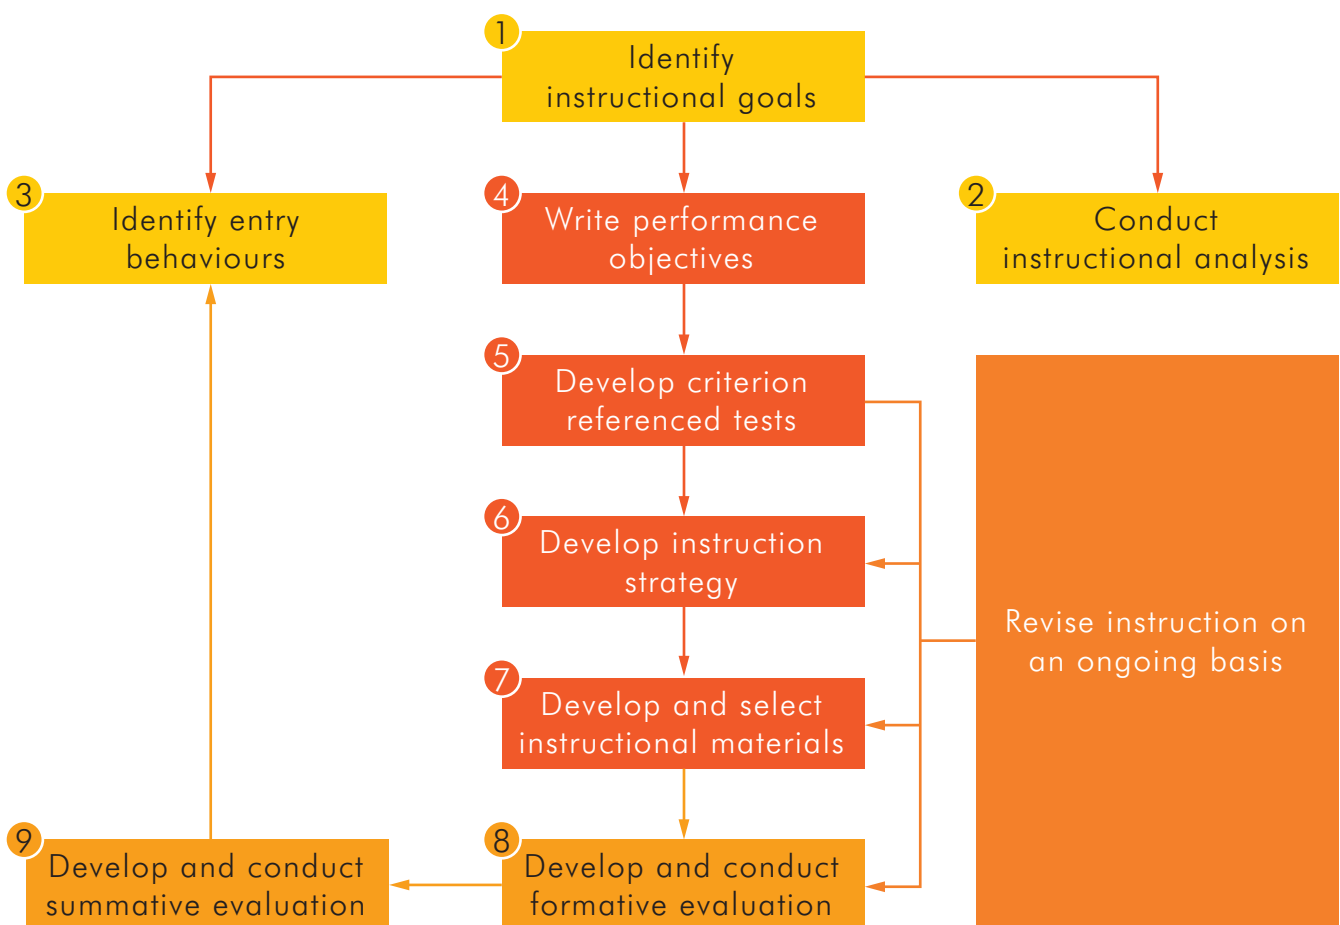 1
Identify
instructional goals
3
Identify entry
behaviours
4
Write performance
objectives
2
Conduct
instructional analysis
5
Develop criterion
referenced tests
6
Develop instruction
strategy
Revise instruction on
an ongoing basis
7
Develop and select
instructional materials
9
Develop and conduct
summative evaluation
8
Develop and conduct
formative evaluation